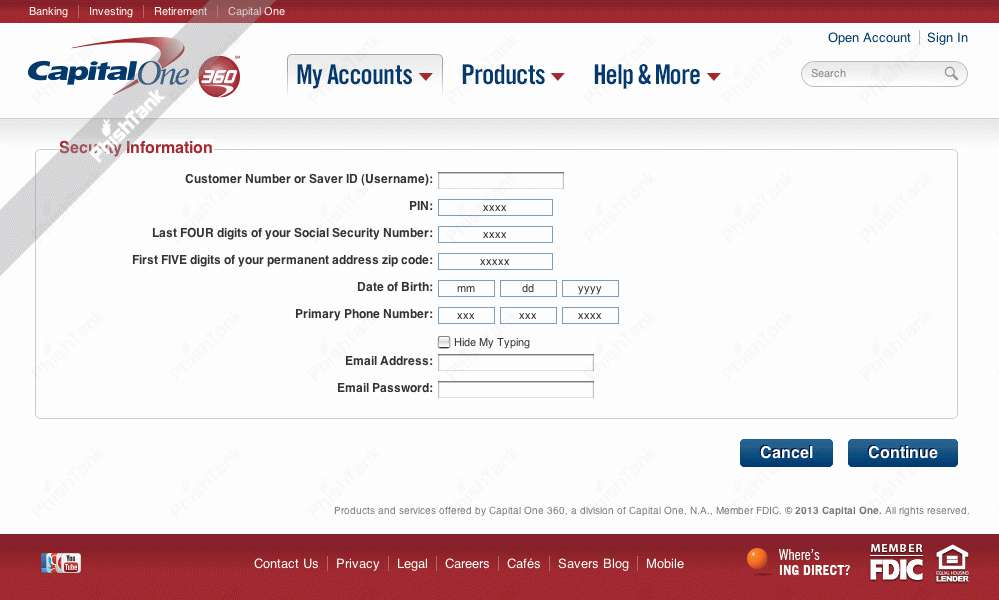 Banking Investing Retirement Capital One
Open Account Sign In
Capital One 360
My Accounts Products Help & More
Search
PhishTank
Security Information
Customer Number or Saver ID (Username):
PIN: xxxx
Last FOUR digits of your Social Security Number: xxxx
First FIVE digits of your permanent address zip code: xxxxx
Date of Birth: mm dd yyyy
Primary Phone Number: xxx xxx xxxx
Hide My Typing
Email Address:
Email Password:
Cancel Continue
Products and services offered by Capital One 360, a division of Capital One, N.A., Member FDIC. © 2013 Capital One. All rights reserved.
You Tube
Contact Us Privacy Legal Careers Cafés Savers Blog Mobile
Where's
ING DIRECT?
MEMBER
FDIC
EQUAL HOUSING
LENDER